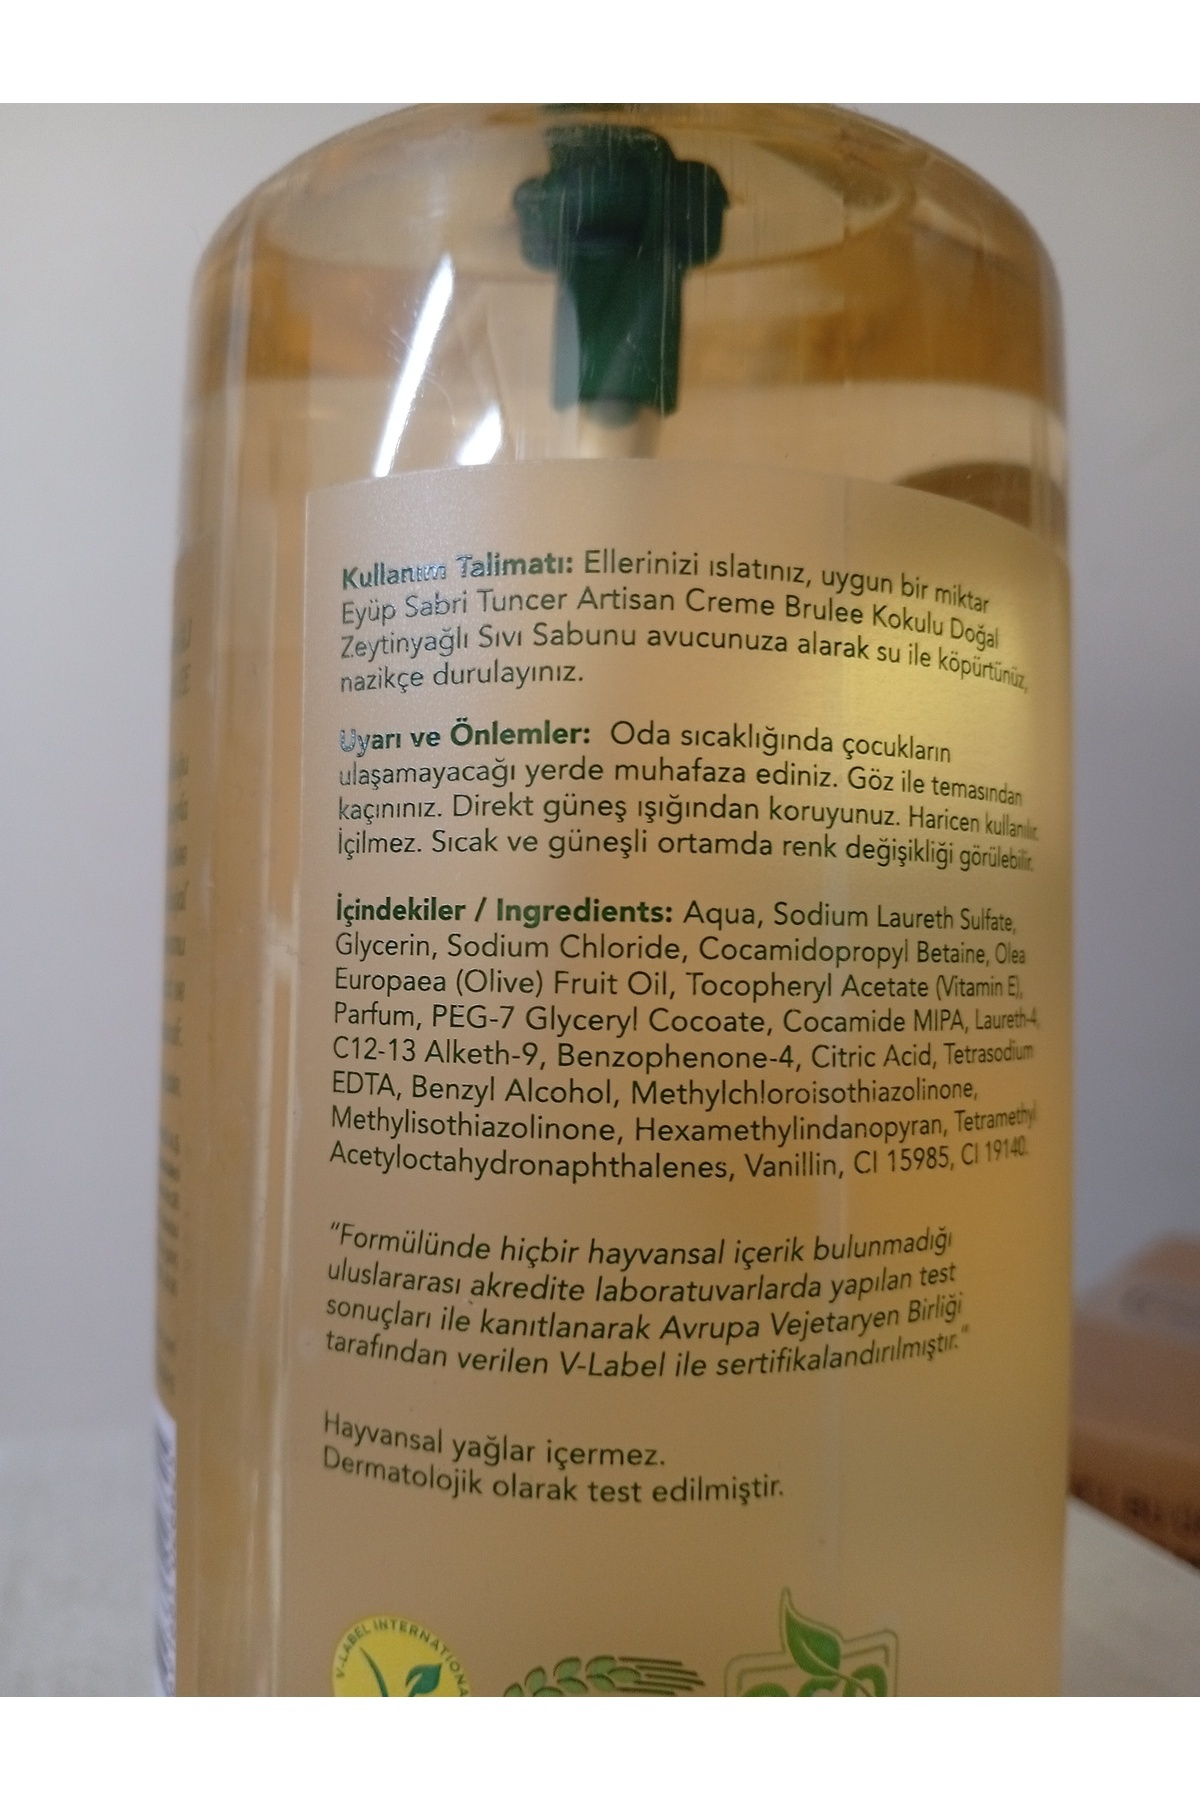 Kullanım Talimatı: Ellerinizi ıslatınız, uygun bir miktar
Eyüp Sabri Tuncer Artisan Creme Brulee Kokulu Doğal
Zeytinyağlı Sıvı Sabunu avucunuza alarak su ile köpürtünüz,
nazikçe durulayınız.
Uyarı ve Önlemler: Oda sıcaklığında çocukların
ulaşamayacağı yerde muhafaza ediniz. Göz ile temasından
kaçınınız. Direkt güneş ışığından koruyunuz. Haricen kullanılır.
İçilmez. Sıcak ve güneşli ortamda renk değişikliği görülebilir.
İçindekiler / Ingredients: Aqua, Sodium Laureth Sulfate,
Glycerin, Sodium Chloride, Cocamidopropyl Betaine, Olea
Europaea (Olive) Fruit Oil, Tocopheryl Acetate (Vitamin E),
Parfum, PEG-7 Glyceryl Cocoate, Cocamide MIPA, Laureth-4,
C12-13 Alketh-9, Benzophenone-4, Citric Acid, Tetrasodium
EDTA, Benzyl Alcohol, Methylchloroisothiazolinone,
Methylisothiazolinone, Hexamethylindanopyran, Tetramethyl
Acetyloctahydronaphthalenes, Vanillin, CI 15985, CI 19140.
“Formülünde hiçbir hayvansal içerik bulunmadığı
uluslararası akredite laboratuvarlarda yapılan test
sonuçları ile kanıtlanarak Avrupa Vejetaryen Birliği
tarafından verilen V-Label ile sertifikalandırılmıştır.”
Hayvansal yağlar içermez.
Dermatolojik olarak test edilmiştir.
V-LABEL INTERNATIONA